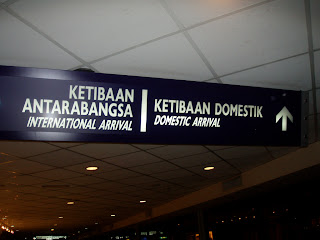 KETIBAAN
ANTARABANGSA
INTERNATIONAL ARRIVAL
KETIBAAN DOMESTIK
DOMESTIC ARRIVAL